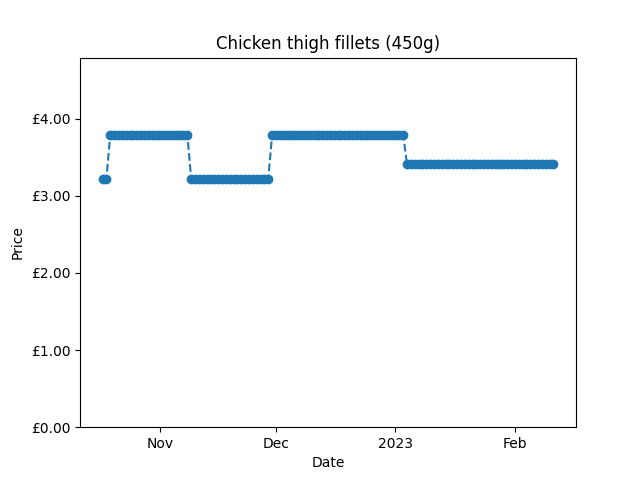 Chicken thigh fillets (450g)
£4.00
£3.00
£2.00
£1.00
£0.00
Price
Nov
Dec
2023
Feb
Date